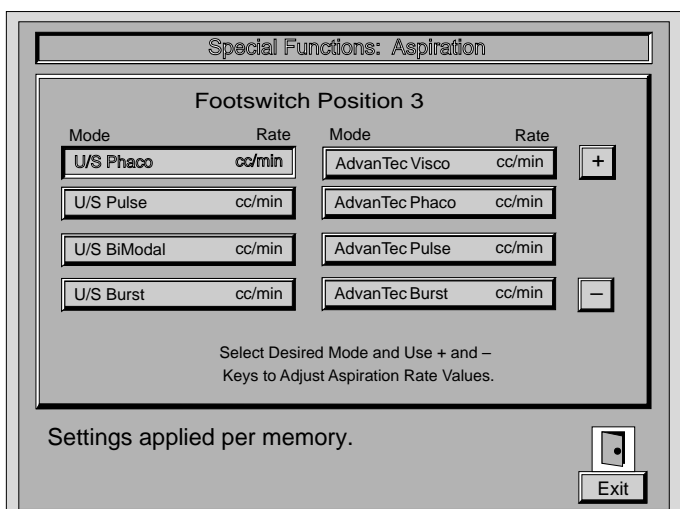 Special Functions: Aspiration
Footswitch Position 3
Mode Rate Mode Rate
U/S Phaco cc/min AdvanTec Visco cc/min +
U/S Pulse cc/min AdvanTec Phaco cc/min
U/S BiModal cc/min AdvanTec Pulse cc/min
U/S Burst cc/min AdvanTec Burst cc/min –
Select Desired Mode and Use + and –
Keys to Adjust Aspiration Rate Values.
Settings applied per memory.
Exit